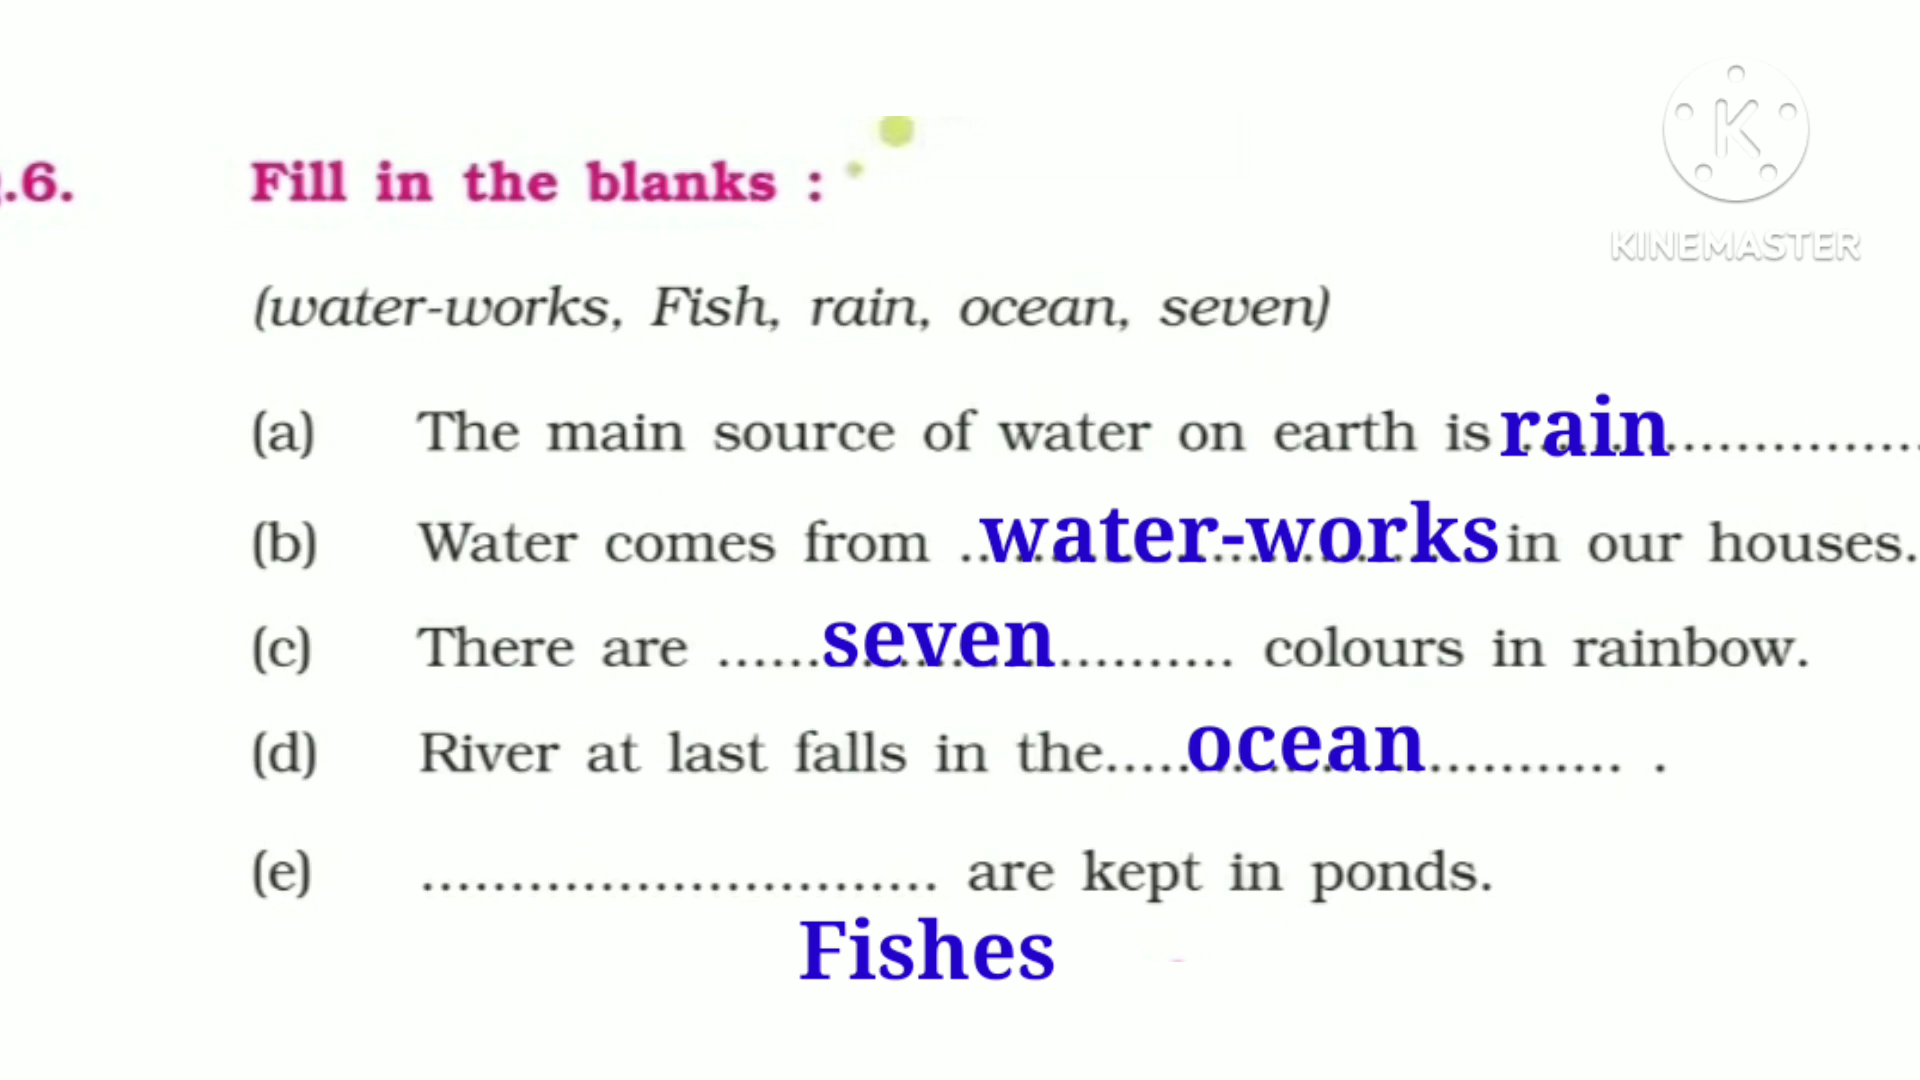 .6. Fill in the blanks :
K
KINEMASTER
(water-works, Fish, rain, ocean, seven)
(a) The main source of water on earth is rain..................
(b) Water comes from ..water-works in our houses.
(c) There are ......seven.......... colours in rainbow.
(d) River at last falls in the.....ocean........... .
(e) ............................. are kept in ponds.
Fishes